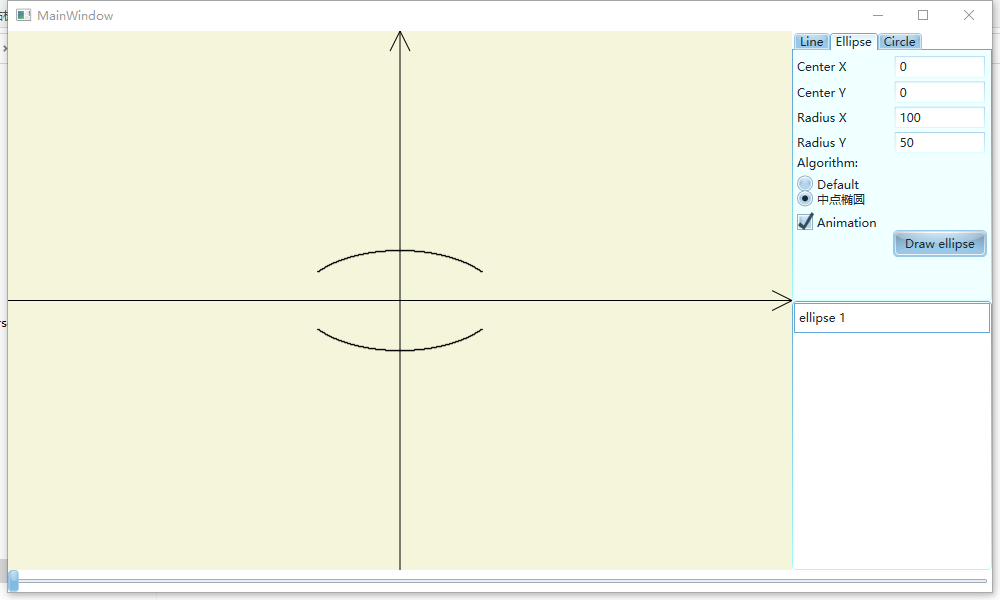 MainWindow
Line Ellipse Circle
Center X 0
Center Y 0
Radius X 100
Radius Y 50
Algorithm:
Default
中点椭圆
Animation
Draw ellipse
ellipse 1